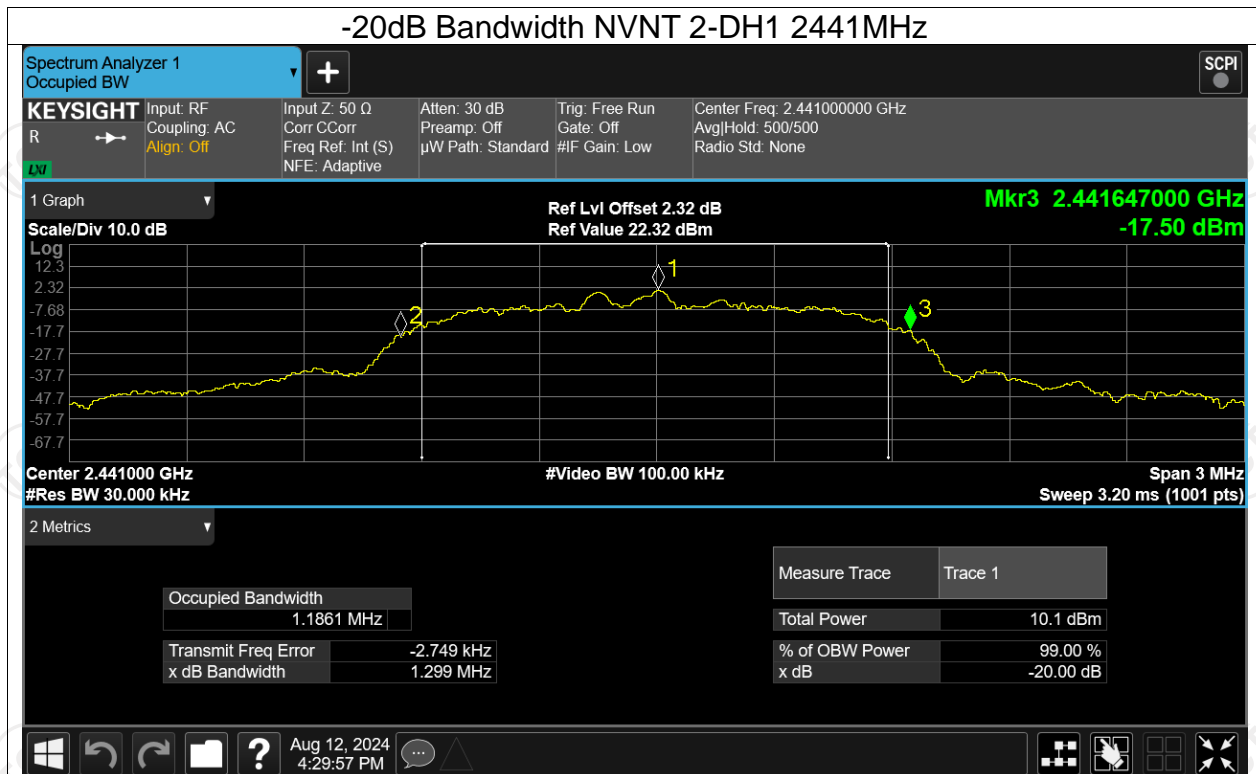 -20dB Bandwidth NVNT 2-DH1 2441MHz
Spectrum Analyzer 1
Occupied BW
SCPI
KEYSIGHT
R
LXI
Input: RF
Coupling: AC
Align: Off
Input Z: 50 Ω
Corr CCorr
Freq Ref: Int (S)
NFE: Adaptive
Atten: 30 dB
Preamp: Off
µW Path: Standard
Trig: Free Run
Gate: Off
#IF Gain: Low
Center Freq: 2.441000000 GHz
Avg|Hold: 500/500
Radio Std: None
1 Graph
Scale/Div 10.0 dB
Ref Lvl Offset 2.32 dB
Ref Value 22.32 dBm
Mkr3 2.441647000 GHz
-17.50 dBm
Log
12.3
2.32
-7.68
-17.7
-27.7
-37.7
-47.7
-57.7
-67.7
1
2
3
Center 2.441000 GHz
#Res BW 30.000 kHz
#Video BW 100.00 kHz
Span 3 MHz
Sweep 3.20 ms (1001 pts)
2 Metrics
Occupied Bandwidth
1.1861 MHz
Transmit Freq Error -2.749 kHz
x dB Bandwidth 1.299 MHz
Measure Trace Trace 1
Total Power 10.1 dBm
% of OBW Power 99.00 %
x dB -20.00 dB
Aug 12, 2024
4:29:57 PM